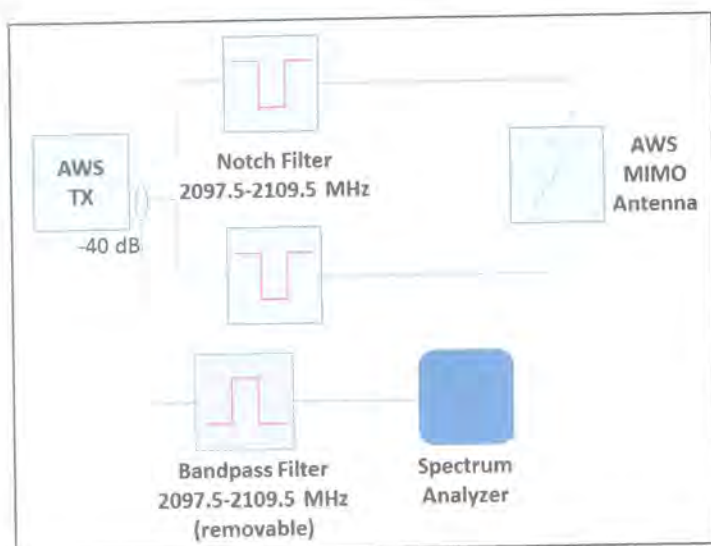 AWS
TX
-40 dB
Notch Filter
2097.5-2109.5 MHz
AWS
MIMO
Antenna
Bandpass Filter
2097.5-2109.5 MHz
(removable)
Spectrum
Analyzer